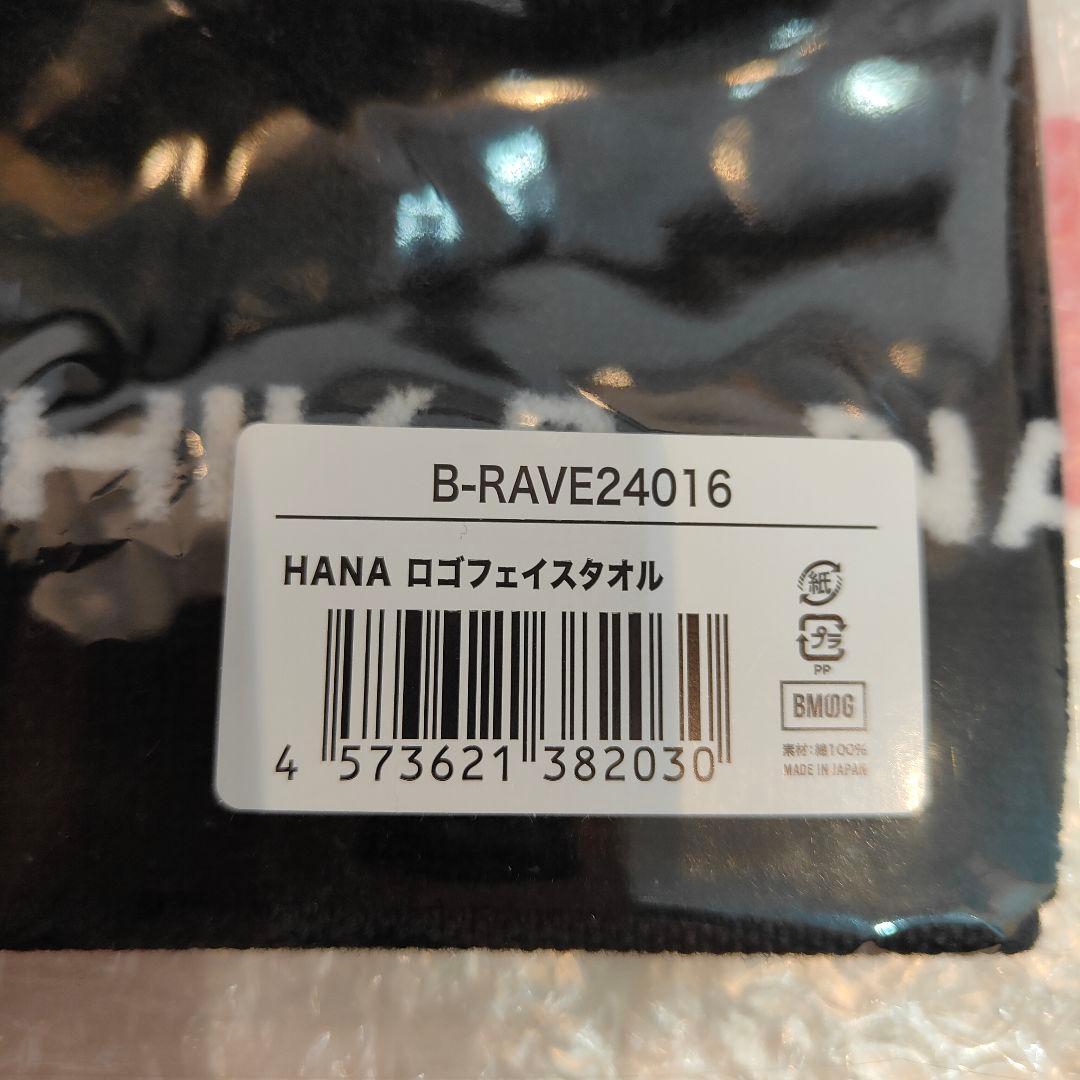 B-RAVE24016
HANA ロゴフェイスタオル
紙
プラ
PP
BMSG
素材:綿100%
MADE IN JAPAN
4 573621 382030